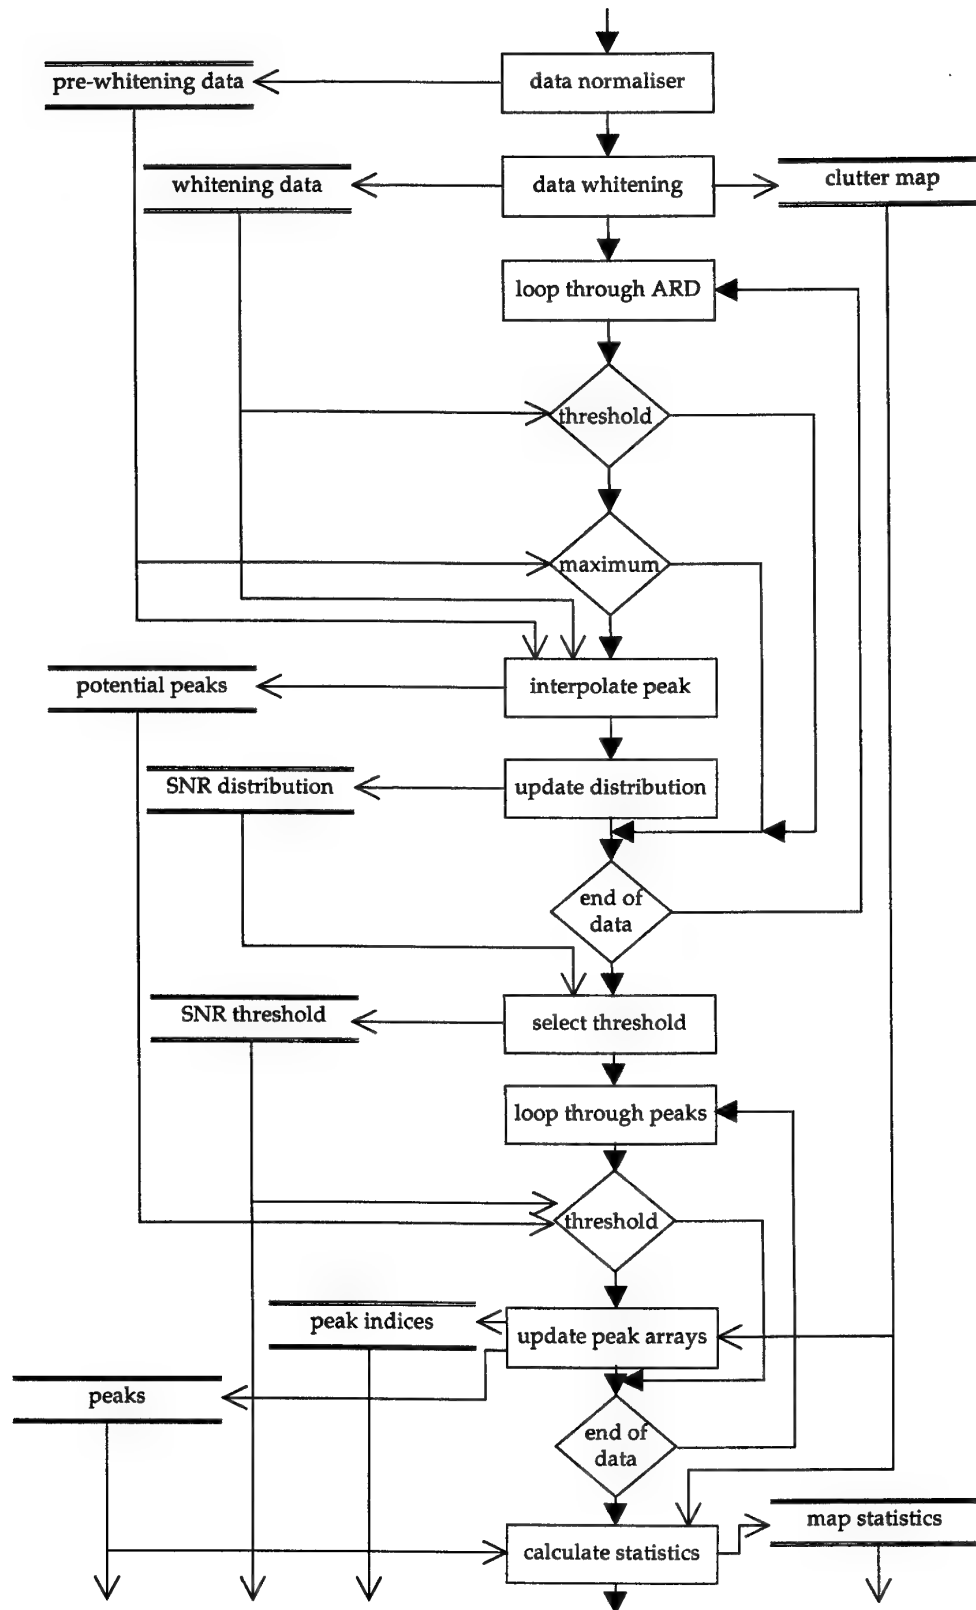 pre-whitening data
data normaliser
whitening data
data whitening
clutter map
loop through ARD
threshold
maximum
potential peaks
interpolate peak
SNR distribution
update distribution
end of
data
SNR threshold
select threshold
loop through peaks
threshold
peak indices
update peak arrays
peaks
end of
data
map statistics
calculate statistics